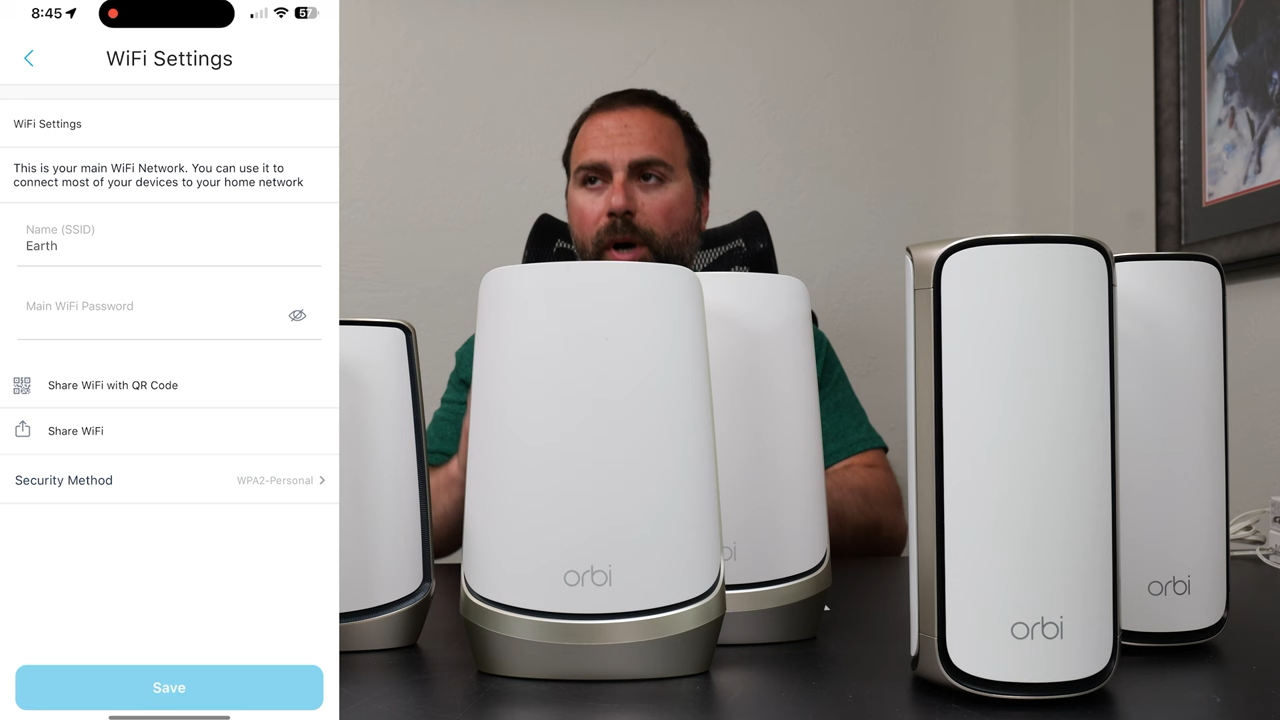 8:45
57
WiFi Settings
WiFi Settings
This is your main WiFi Network. You can use it to
connect most of your devices to your home network
Name (SSID)
Earth
Main WiFi Password
Share WiFi with QR Code
Share WiFi
Security Method
WPA2-Personal
Save
orbi
bi
orbi
orbi